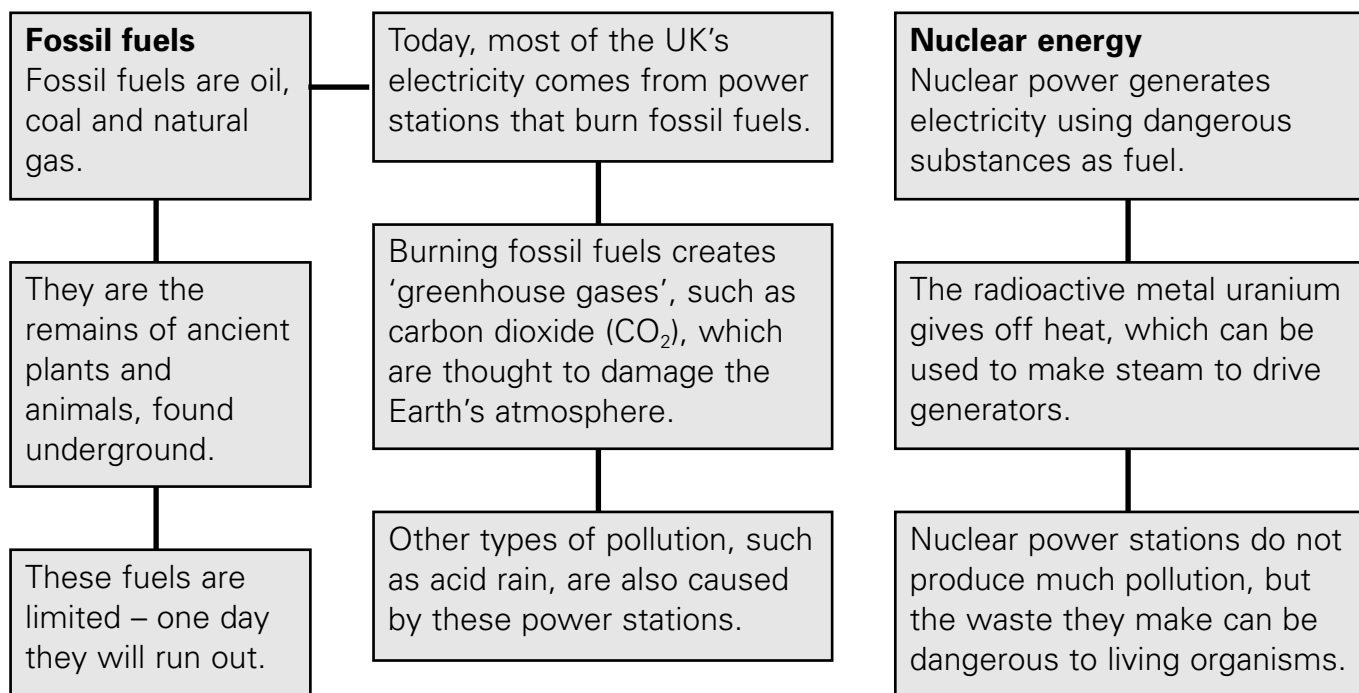 Fossil fuels
Fossil fuels are oil,
coal and natural
gas.
They are the
remains of ancient
plants and
animals, found
underground.
These fuels are
limited – one day
they will run out.
Today, most of the UK’s
electricity comes from power
stations that burn fossil fuels.
Burning fossil fuels creates
‘greenhouse gases’, such as
carbon dioxide (CO₂), which
are thought to damage the
Earth’s atmosphere.
Other types of pollution, such
as acid rain, are also caused
by these power stations.
Nuclear energy
Nuclear power generates
electricity using dangerous
substances as fuel.
The radioactive metal uranium
gives off heat, which can be
used to make steam to drive
generators.
Nuclear power stations do not
produce much pollution, but
the waste they make can be
dangerous to living organisms.